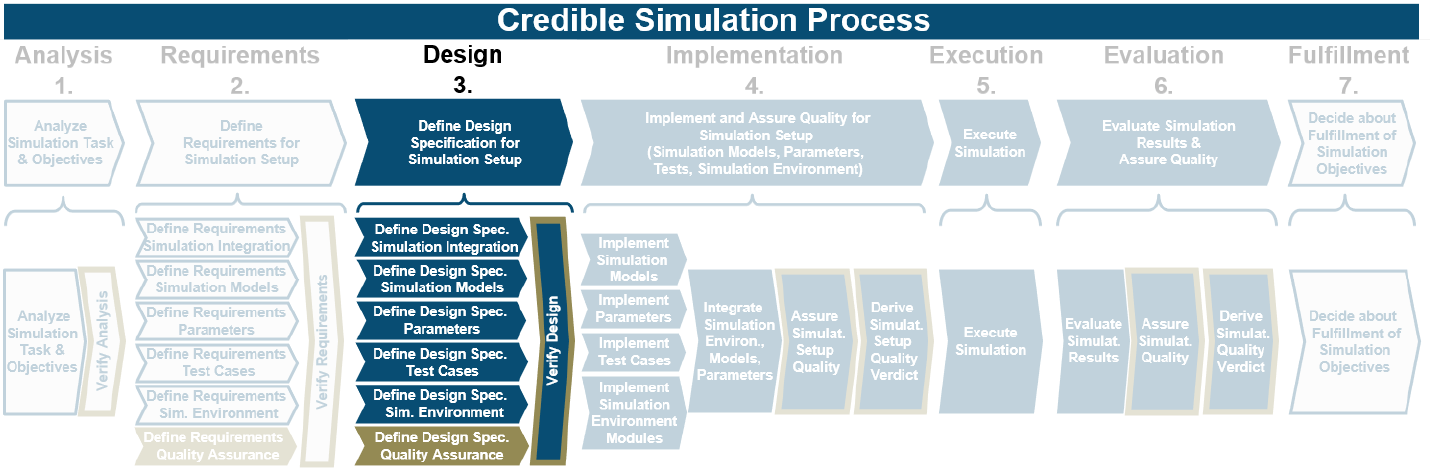 Credible Simulation Process
Analysis
1.
Requirements
2.
Design
3.
Implementation
4.
Execution
5.
Evaluation
6.
Fulfillment
7.
Analyze
Simulation Task
& Objectives
Define
Requirements for
Simulation Setup
Define Design
Specification for
Simulation Setup
Implement and Assure Quality for
Simulation Setup
(Simulation Models, Parameters,
Tests, Simulation Environment)
Execute
Simulation
Evaluate Simulation
Results &
Assure Quality
Decide about
Fulfillment of
Simulation
Objectives
Analyze
Simulation
Task &
Objectives
Verify Analysis
Define Requirements
Simulation Integration
Define Requirements
Simulation Models
Define Requirements
Parameters
Define Requirements
Test Cases
Define Requirements
Sim. Environment
Define Requirements
Quality Assurance
Verify Requirements
Define Design Spec.
Simulation Integration
Define Design Spec.
Simulation Models
Define Design Spec.
Parameters
Define Design Spec.
Test Cases
Define Design Spec.
Sim. Environment
Define Design Spec.
Quality Assurance
Verify Design
Implement
Simulation
Models
Implement
Parameters
Implement
Test Cases
Implement
Simulation
Environment
Modules
Integrate
Simulation
Environ.,
Models,
Parameters
Assure
Simulat.
Setup
Quality
Derive
Simulat.
Setup
Quality
Verdict
Execute
Simulation
Evaluate
Simulat.
Results
Assure
Simulat.
Quality
Derive
Simulat.
Quality
Verdict
Decide about
Fulfillment of
Simulation
Objectives